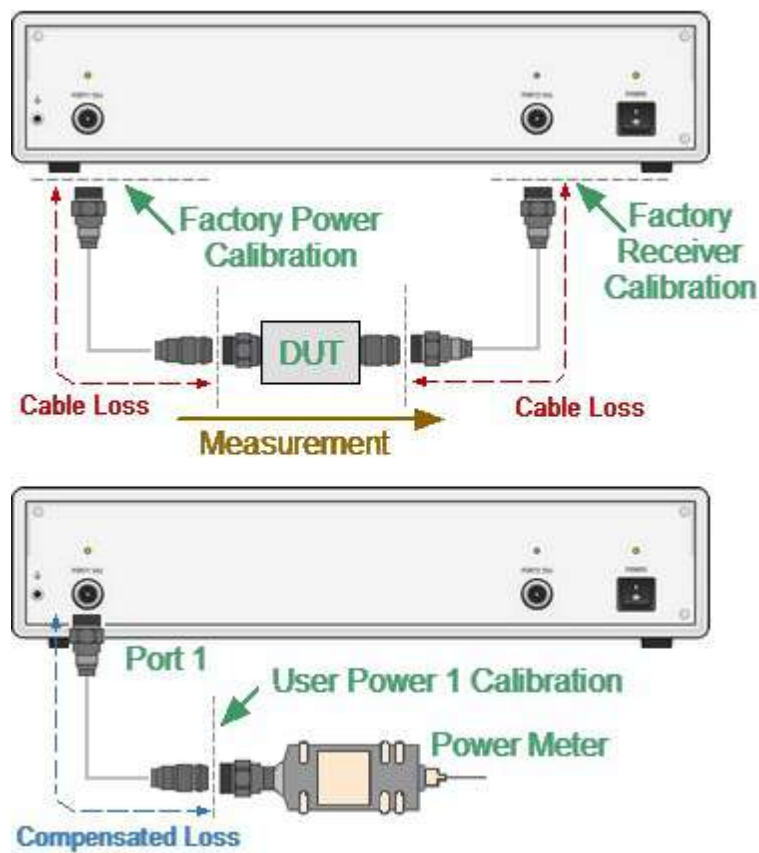 Factory Power
Calibration
Factory
Receiver
Calibration
DUT
Cable Loss
Cable Loss
Measurement
Port 1
User Power 1 Calibration
Power Meter
Compensated Loss